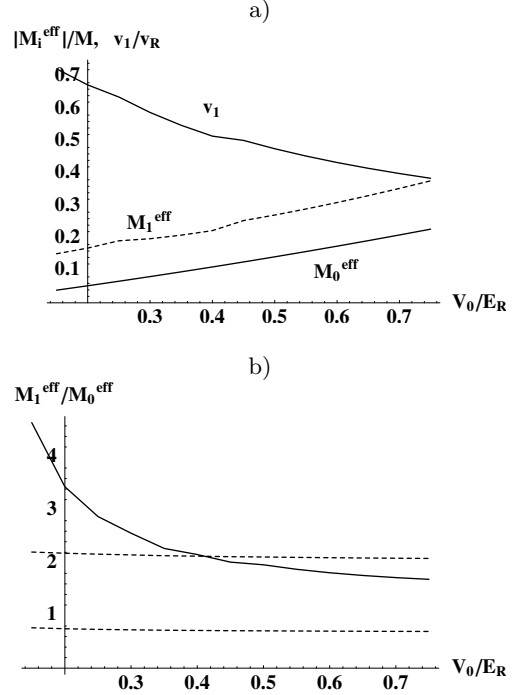 a)
|M_i^eff|/M, v_1/v_R
0.7
0.6
0.5
0.4
0.3
0.2
0.1
v_1
M_1^eff
M_0^eff
0.3 0.4 0.5 0.6 0.7
V_0/E_R
b)
M_1^eff/M_0^eff
4
3
2
1
0.3 0.4 0.5 0.6 0.7
V_0/E_R